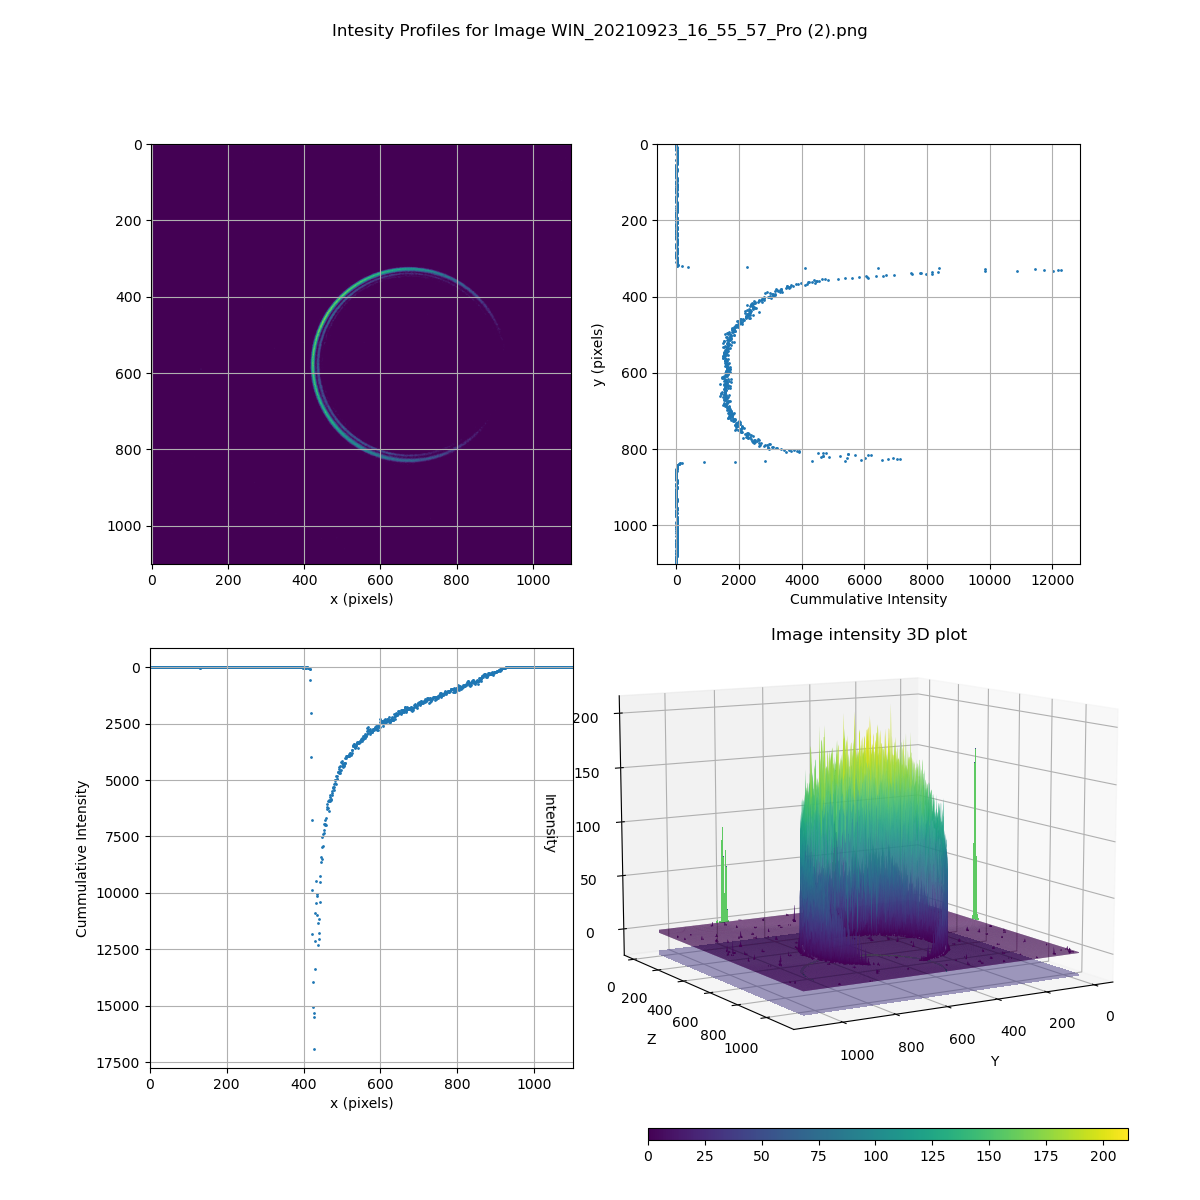 Intesity Profiles for Image WIN_20210923_16_55_57_Pro (2).png
0
200
400
600
800
1000
0 200 400 600 800 1000
x (pixels)
y (pixels)
0
200
400
600
800
1000
0 2000 4000 6000 8000 10000 12000
Cummulative Intensity
Cummulative Intensity
0
2500
5000
7500
10000
12500
15000
17500
0 200 400 600 800 1000
x (pixels)
Image intensity 3D plot
Intensity
200
150
100
50
0
0
200
400
600
800
1000
Z
1000 800 600 400 200 0
Y
0 25 50 75 100 125 150 175 200